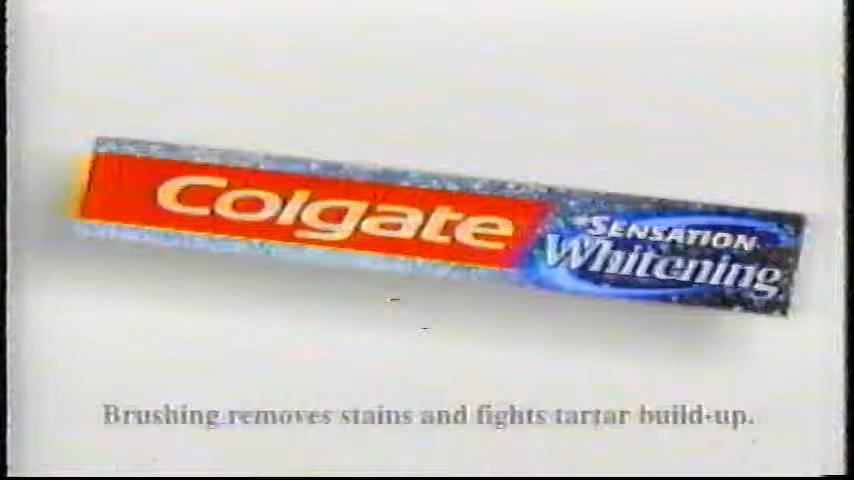 Colgate
SENSATION
Whitening
Brushing removes stains and fights tartar build-up.